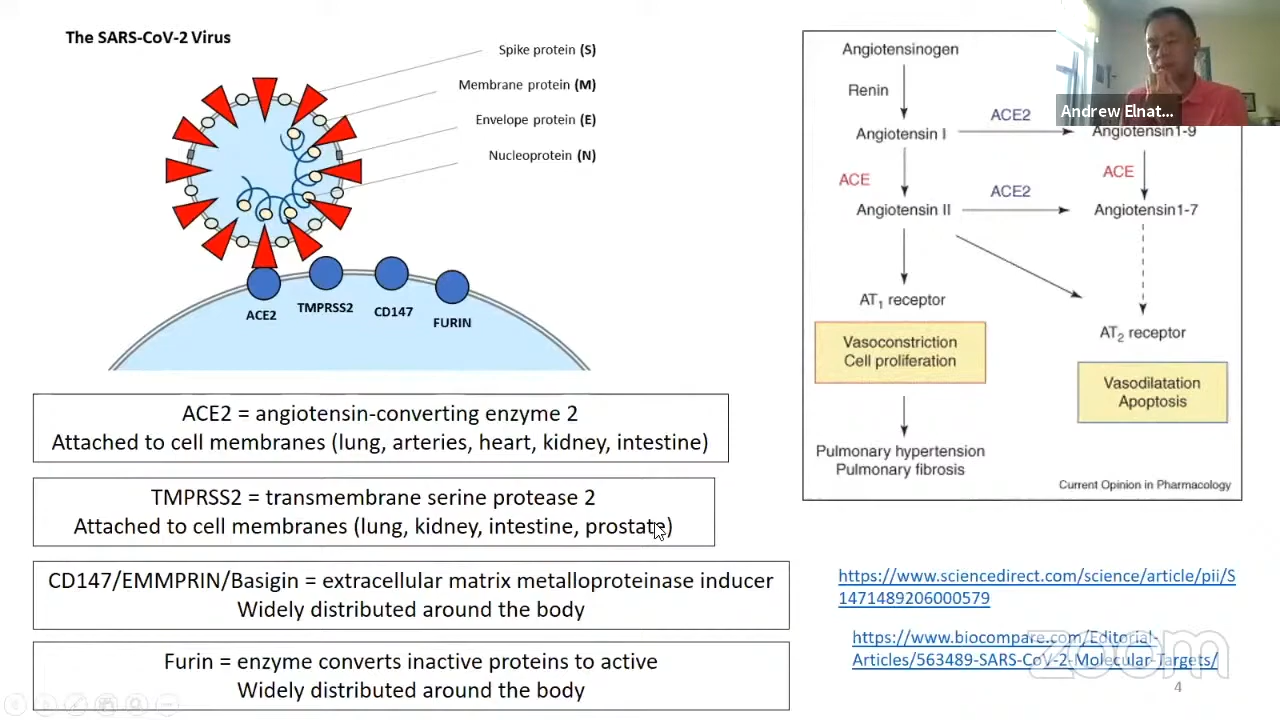 The SARS-CoV-2 Virus
Spike protein (S)
Membrane protein (M)
Envelope protein (E)
Nucleoprotein (N)
ACE2
TMPRSS2
CD147
FURIN
ACE2 = angiotensin-converting enzyme 2
Attached to cell membranes (lung, arteries, heart, kidney, intestine)
TMPRSS2 = transmembrane serine protease 2
Attached to cell membranes (lung, kidney, intestine, prostate)
CD147/EMMPRIN/Basigin = extracellular matrix metalloproteinase inducer
Widely distributed around the body
Furin = enzyme converts inactive proteins to active
Widely distributed around the body
Angiotensinogen
Renin
Angiotensin I
ACE2
Angiotensin1-9
ACE
ACE
Angiotensin II
ACE2
Angiotensin1-7
AT1 receptor
AT2 receptor
Vasoconstriction
Cell proliferation
Vasodilatation
Apoptosis
Pulmonary hypertension
Pulmonary fibrosis
Current Opinion in Pharmacology
Andrew Elnat...
https://www.sciencedirect.com/science/article/pii/S
1471489206000579
https://www.biocompare.com/Editorial-
Articles/563489-SARS-CoV-2-Molecular-Targets/
zoom
4